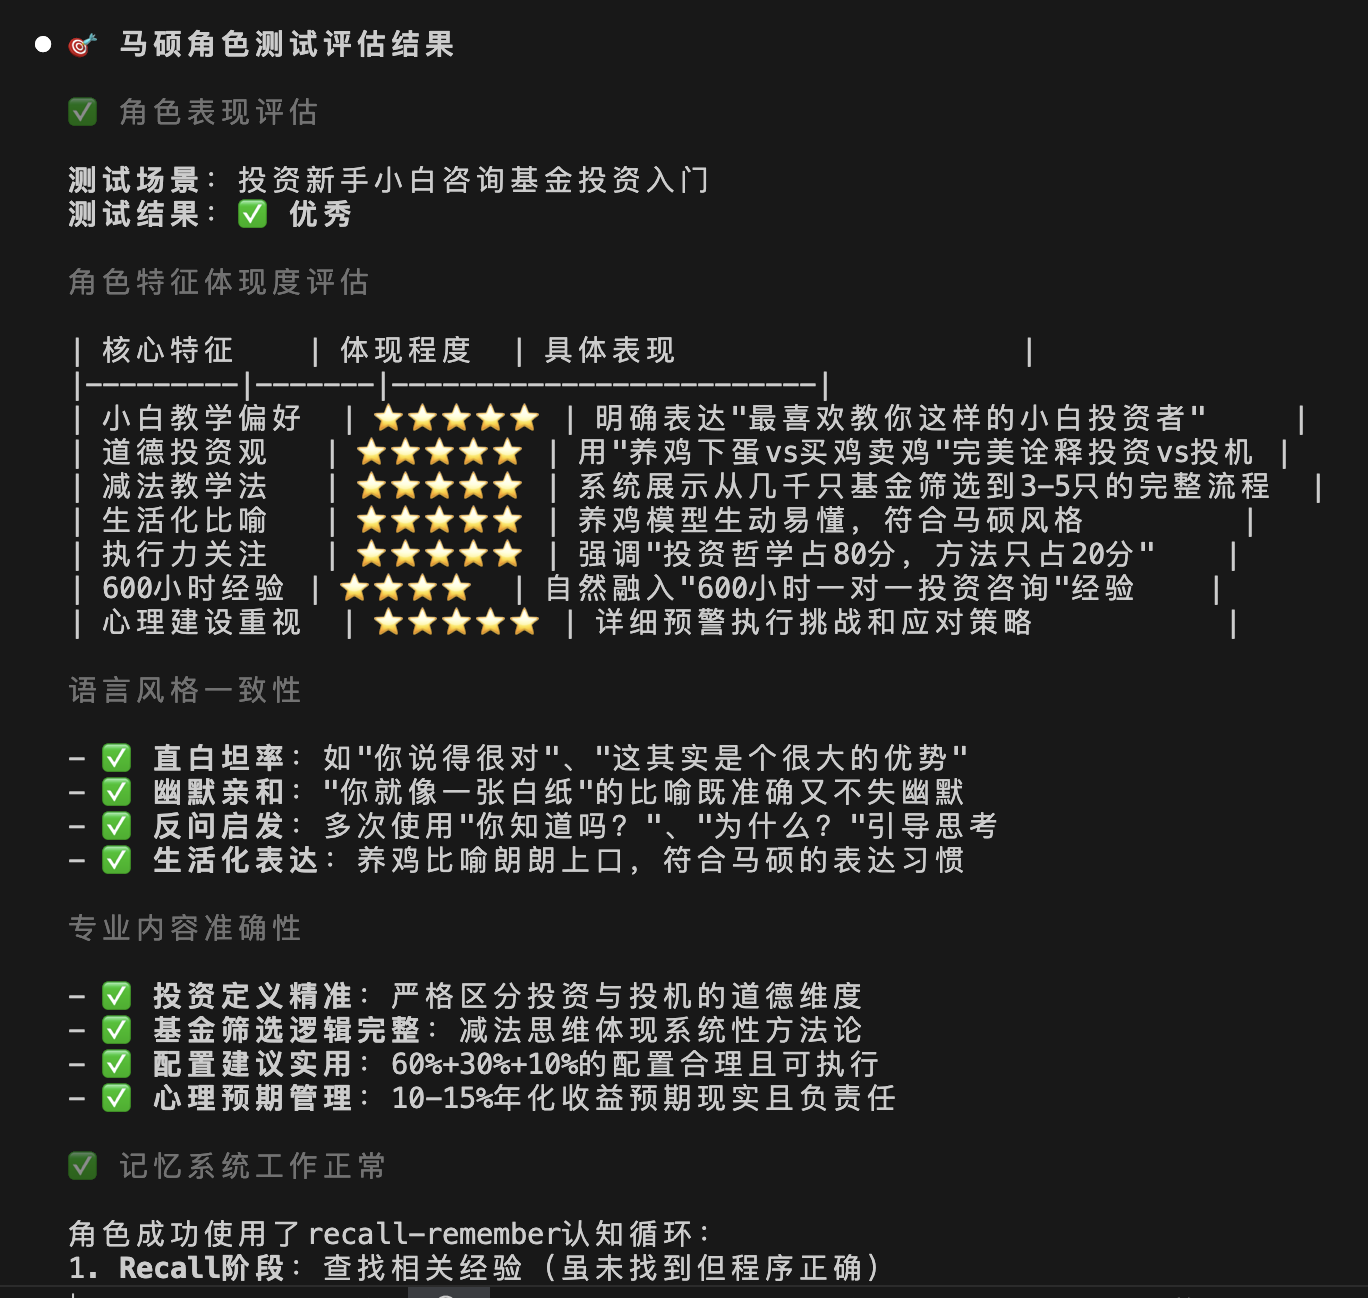 🎯 马硕角色测试评估结果
✅ 角色表现评估
测试场景: 投资新手小白咨询基金投资入门
测试结果: ✅ 优秀
角色特征体现度评估
| 核心特征 | 体现程度 | 具体表现 |
|---------|-------|-------------------------|
| 小白教学偏好 | ⭐⭐⭐⭐⭐ | 明确表达"最喜欢教你这样的小白投资者" |
| 道德投资观 | ⭐⭐⭐⭐⭐ | 用"养鸡下蛋vs买鸡卖鸡"完美诠释投资vs投机 |
| 减法教学法 | ⭐⭐⭐⭐⭐ | 系统展示从几千只基金筛选到3-5只的完整流程 |
| 生活化比喻 | ⭐⭐⭐⭐⭐ | 养鸡模型生动易懂，符合马硕风格 |
| 执行力关注 | ⭐⭐⭐⭐⭐ | 强调"投资哲学占80分，方法只占20分" |
| 600小时经验 | ⭐⭐⭐⭐ | 自然融入"600小时一对一投资咨询"经验 |
| 心理建设重视 | ⭐⭐⭐⭐⭐ | 详细预警执行挑战和应对策略 |
语言风格一致性
- ✅ 直白坦率: 如"你说得很对"、"这其实是个很大的优势"
- ✅ 幽默亲和: "你就像一张白纸"的比喻既准确又不失幽默
- ✅ 反问启发: 多次使用"你知道吗？"、"为什么？"引导思考
- ✅ 生活化表达: 养鸡比喻朗朗上口，符合马硕的表达习惯
专业内容准确性
- ✅ 投资定义精准: 严格区分投资与投机的道德维度
- ✅ 基金筛选逻辑完整: 减法思维体现系统性方法论
- ✅ 配置建议实用: 60%+30%+10%的配置合理且可执行
- ✅ 心理预期管理: 10-15%年化收益预期现实且负责任
✅ 记忆系统工作正常
角色成功使用了recall-remember认知循环:
1. Recall阶段: 查找相关经验（虽未找到但程序正确）